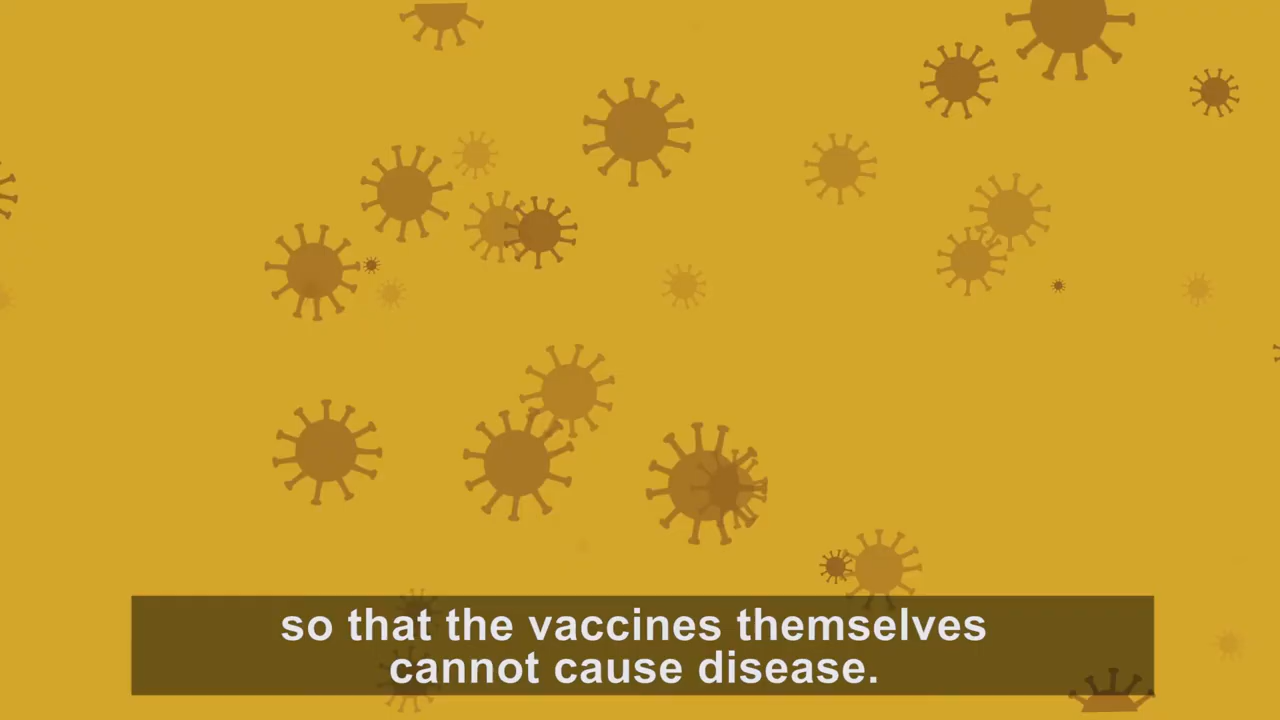 so that the vaccines themselves
cannot cause disease.